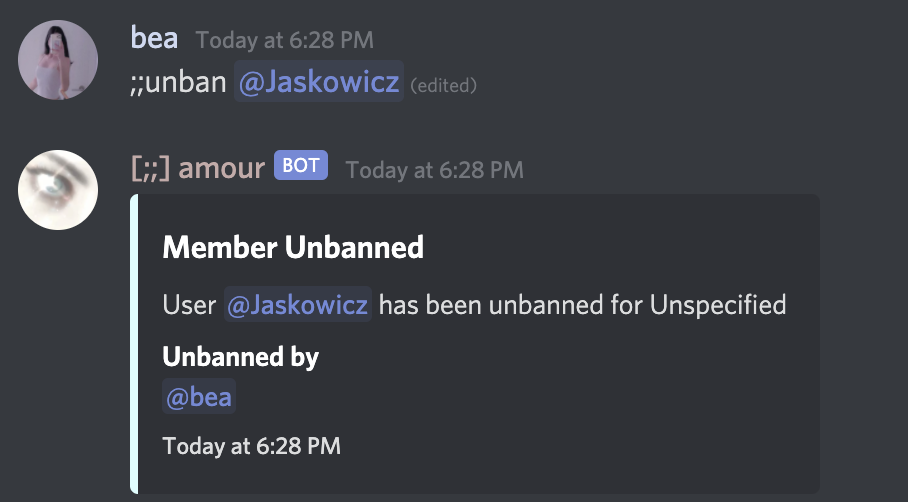 bea Today at 6:28 PM
;;unban @Jaskowicz (edited)
[;;] amour BOT Today at 6:28 PM
Member Unbanned
User @Jaskowicz has been unbanned for Unspecified
Unbanned by
@bea
Today at 6:28 PM